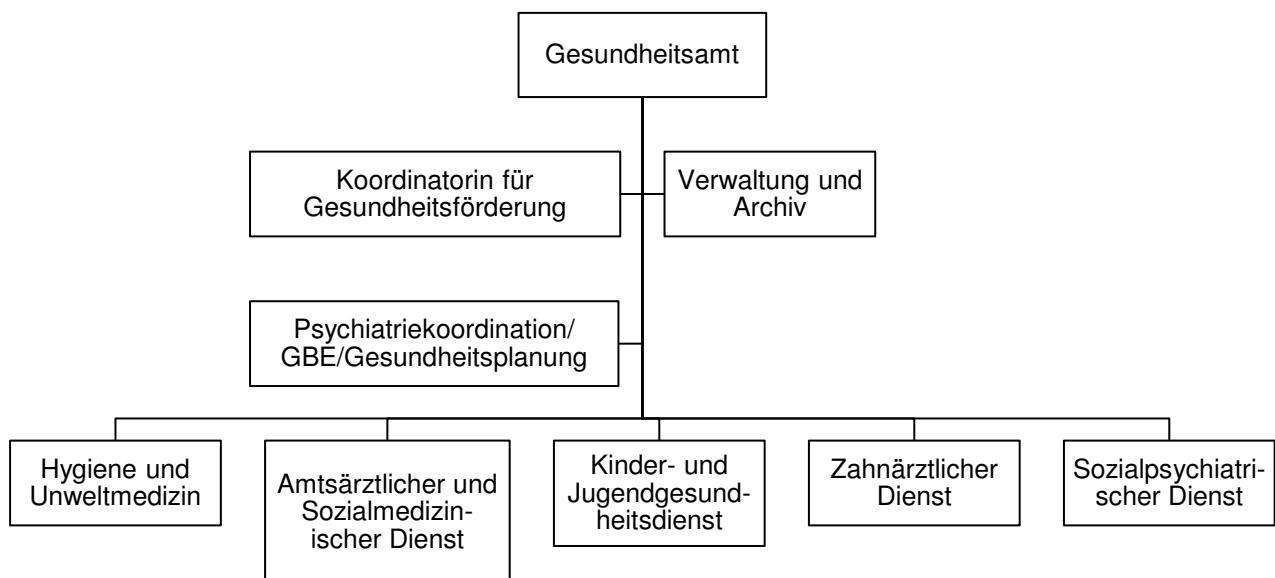 Gesundheitsamt
Koordinatorin für
Gesundheitsförderung
Verwaltung und
Archiv
Psychiatriekoordination/
GBE/Gesundheitsplanung
Hygiene und
Unweltmedizin
Amtsärztlicher und
Sozialmedizin-
ischer Dienst
Kinder- und
Jugendgesund-
heitsdienst
Zahnärztlicher
Dienst
Sozialpsychiatri-
scher Dienst